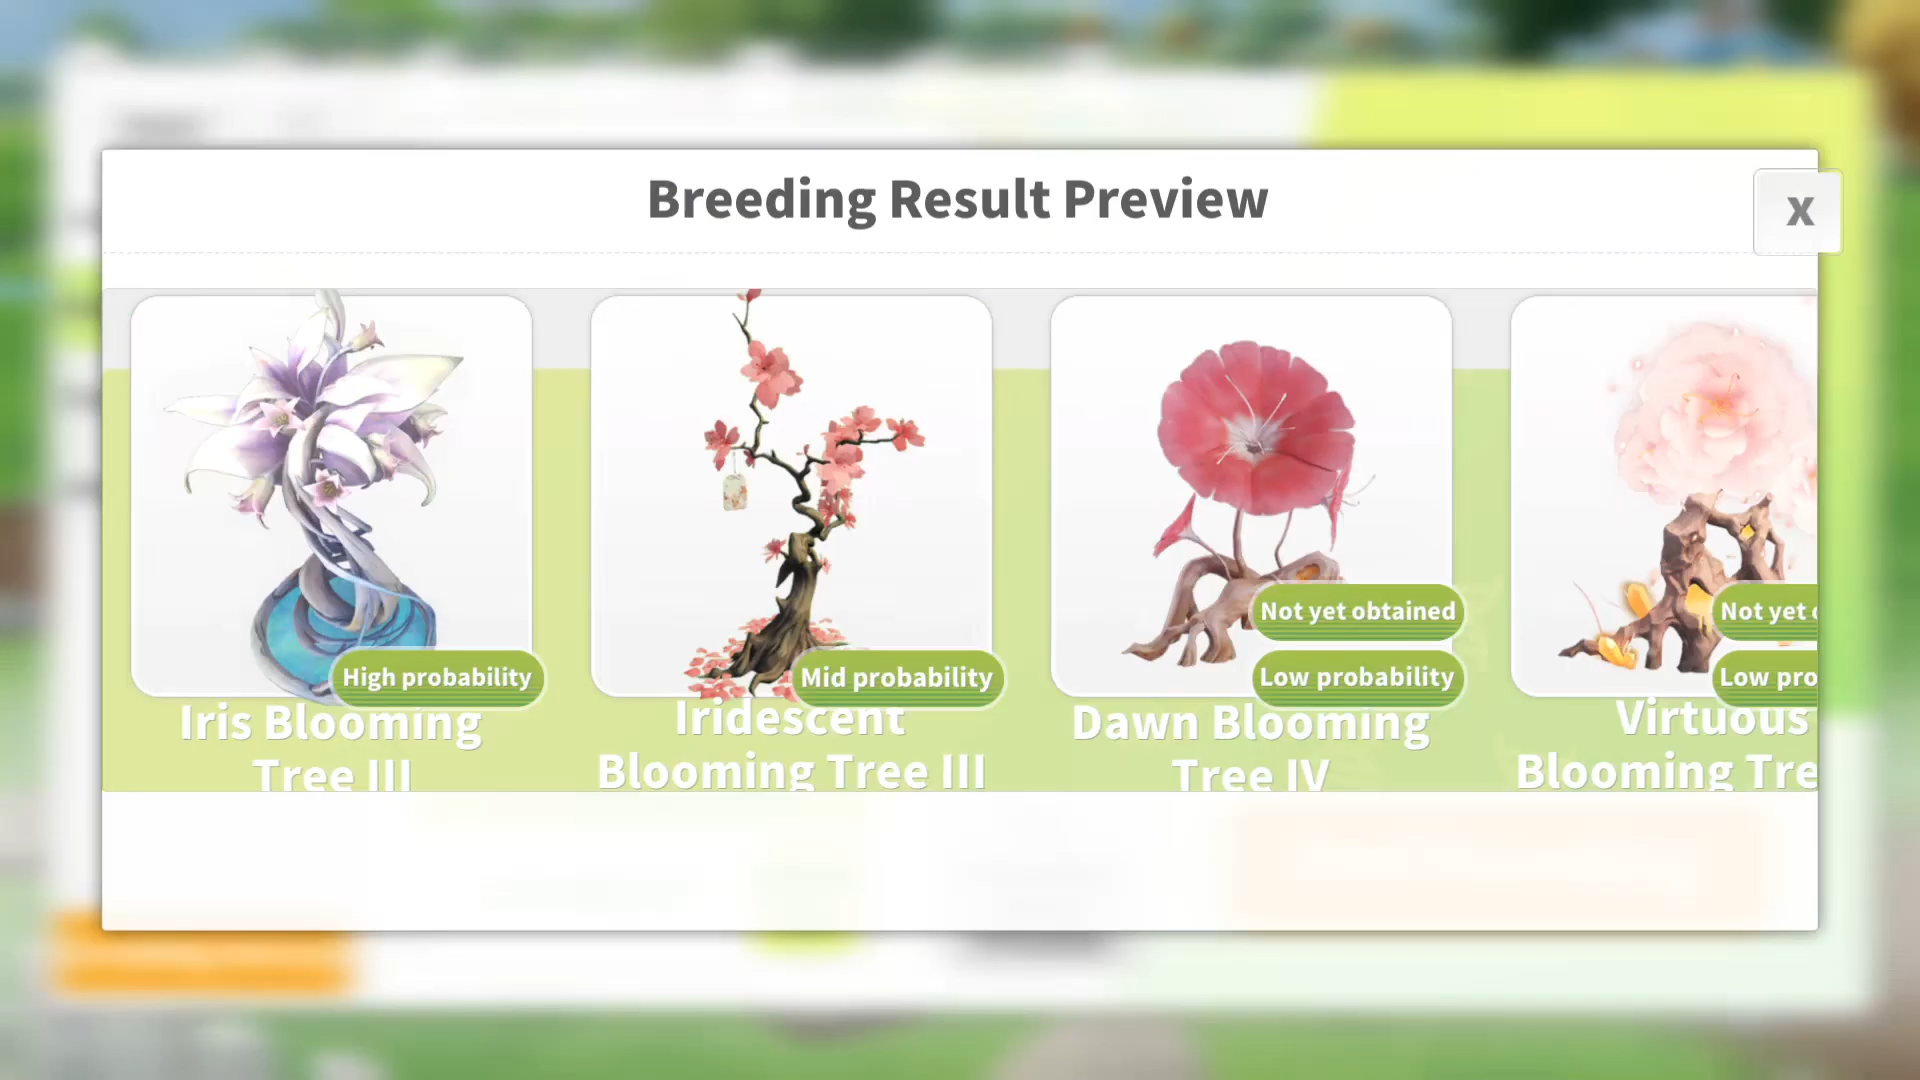 Breeding Result Preview
X
High probability
Iris Blooming
Tree III
Mid probability
Iridescent
Blooming Tree III
Not yet obtained
Low probability
Dawn Blooming
Tree IV
Not yet
Low pro
Virtuous
Blooming Tre